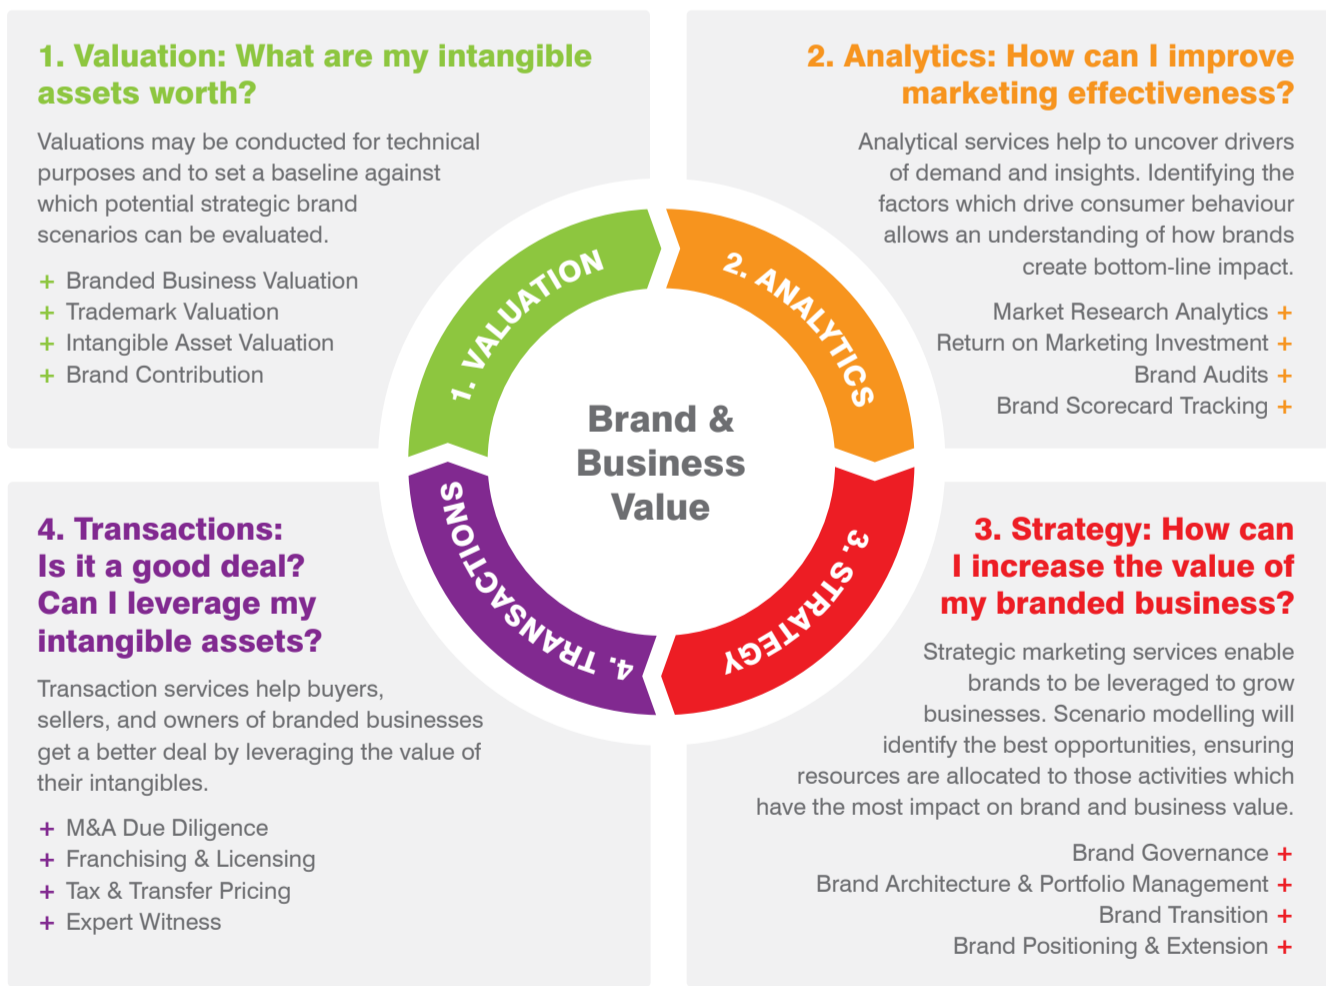 1. Valuation: What are my intangible
assets worth?
Valuations may be conducted for technical
purposes and to set a baseline against
which potential strategic brand
scenarios can be evaluated.
+ Branded Business Valuation
+ Trademark Valuation
+ Intangible Asset Valuation
+ Brand Contribution
2. Analytics: How can I improve
marketing effectiveness?
Analytical services help to uncover drivers
of demand and insights. Identifying the
factors which drive consumer behaviour
allows an understanding of how brands
create bottom-line impact.
Market Research Analytics +
Return on Marketing Investment +
Brand Audits +
Brand Scorecard Tracking +
1. VALUATION
2. ANALYTICS
3. STRATEGY
4. TRANSACTIONS
Brand &
Business
Value
4. Transactions:
Is it a good deal?
Can I leverage my
intangible assets?
Transaction services help buyers,
sellers, and owners of branded businesses
get a better deal by leveraging the value of
their intangibles.
+ M&A Due Diligence
+ Franchising & Licensing
+ Tax & Transfer Pricing
+ Expert Witness
3. Strategy: How can
I increase the value of
my branded business?
Strategic marketing services enable
brands to be leveraged to grow
businesses. Scenario modelling will
identify the best opportunities, ensuring
resources are allocated to those activities which
have the most impact on brand and business value.
Brand Governance +
Brand Architecture & Portfolio Management +
Brand Transition +
Brand Positioning & Extension +